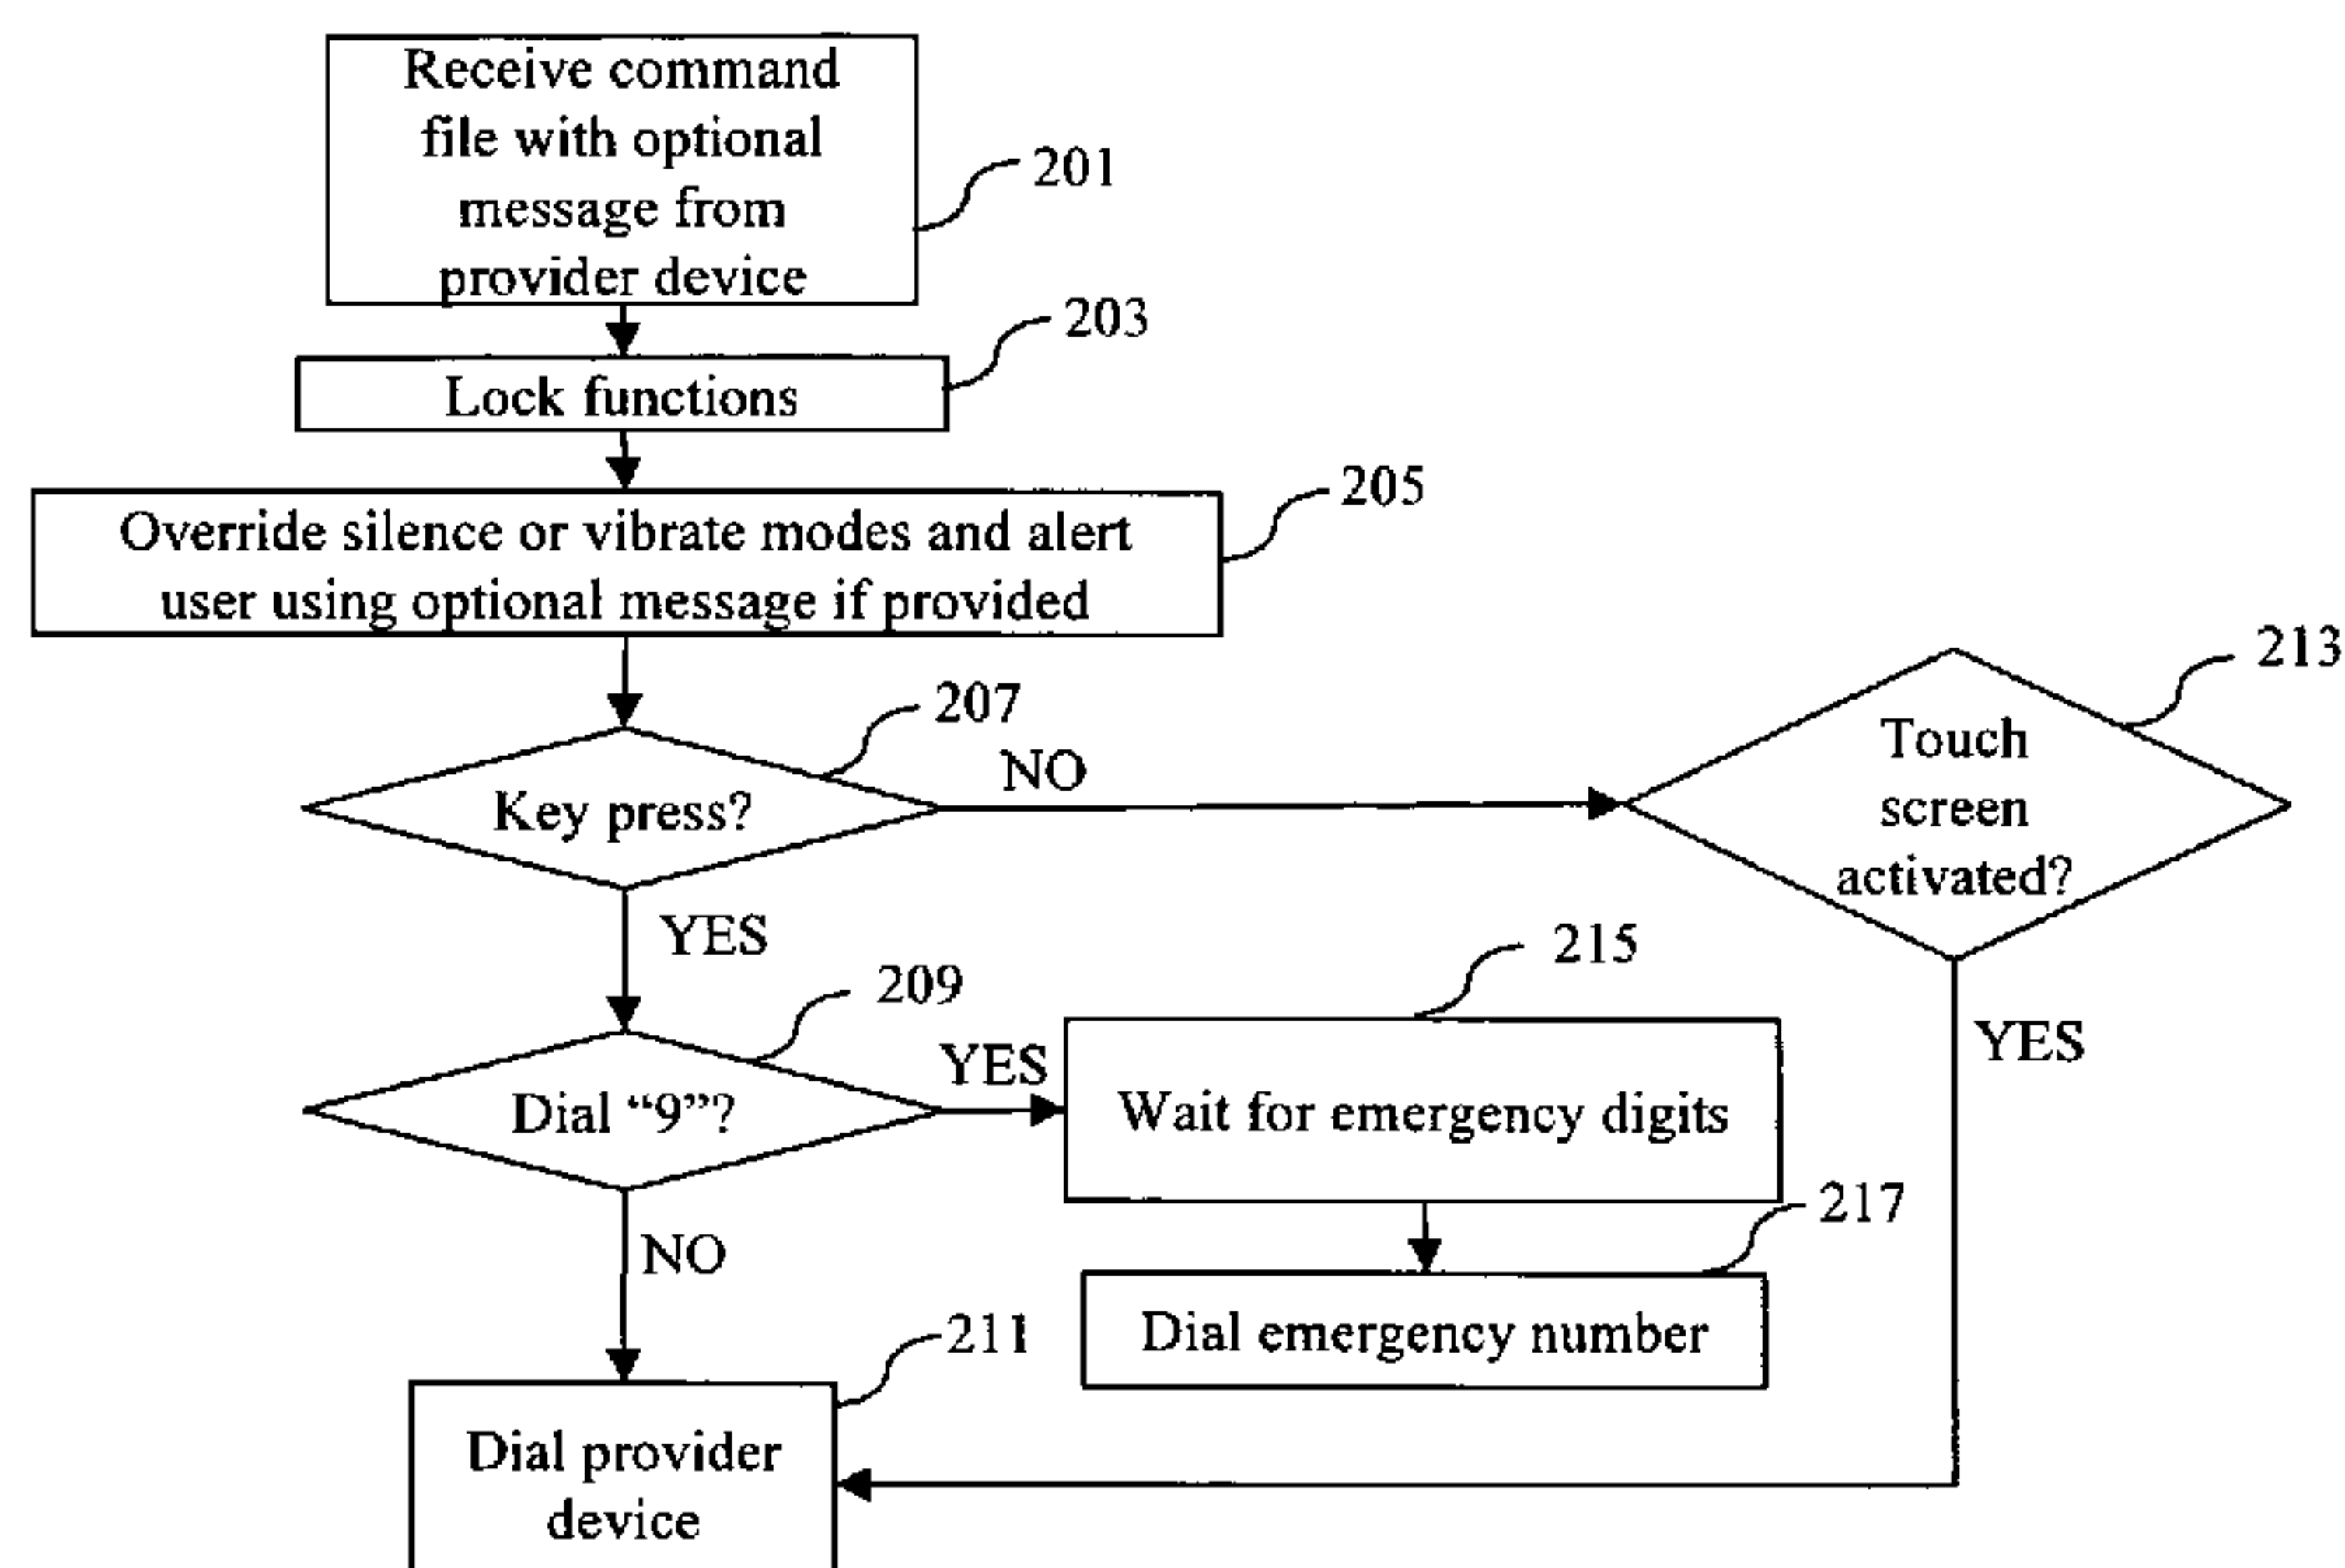 Receive command
file with optional
message from
provider device
201
Lock functions
203
Override silence or vibrate modes and alert
user using optional message if provided
205
Key press?
207
NO
Touch
screen
activated?
213
YES
YES
Dial “9”?
209
YES
Wait for emergency digits
215
NO
Dial emergency number
217
Dial provider
device
211